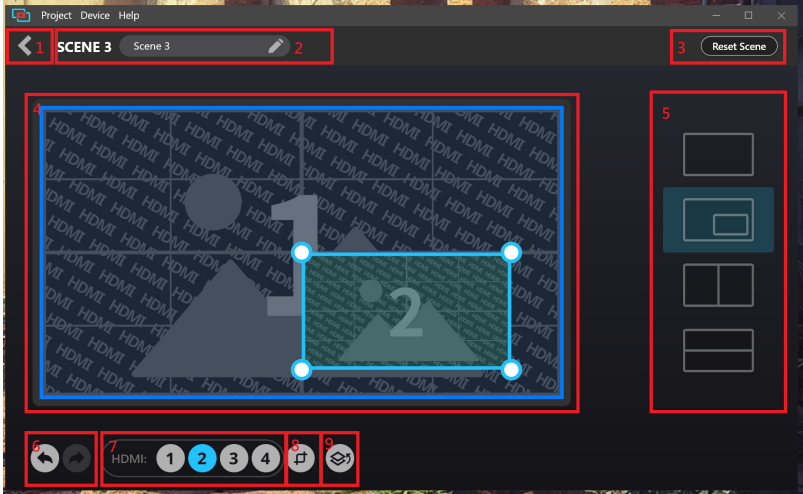 Project Device Help
1 SCENE 3 Scene 3 2 3 Reset Scene
4 5
HDMI
1
2
6 7 8 9
HDMI: 1 2 3 4